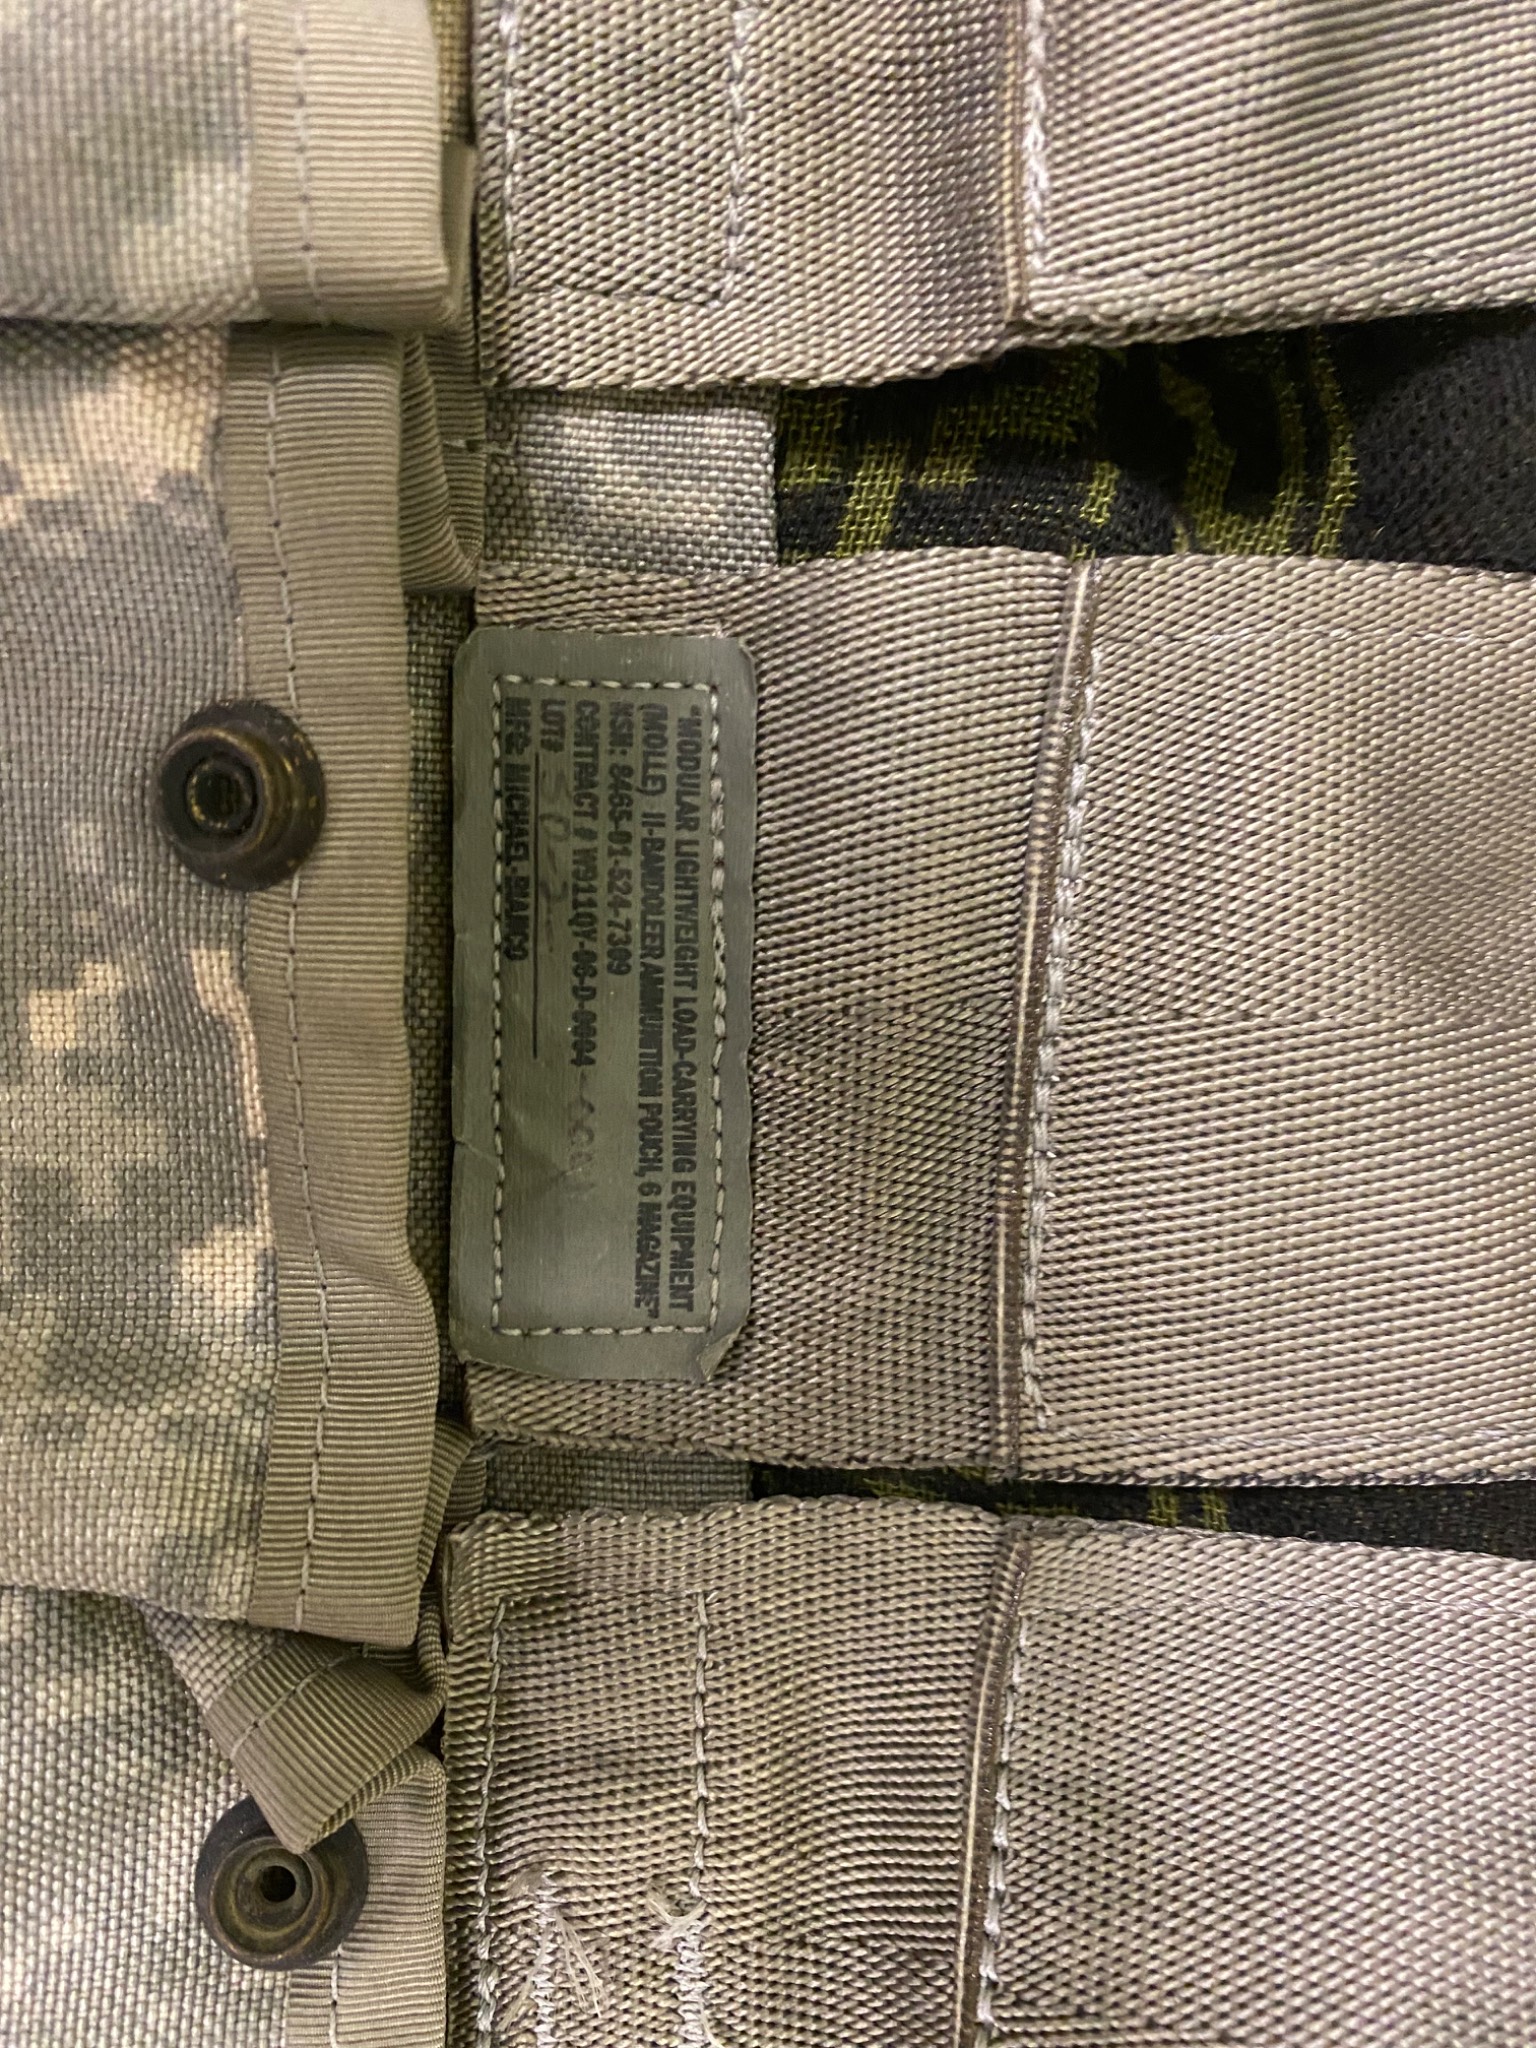 "MODULAR LIGHTWEIGHT LOAD-CARRYING EQUIPMENT
(MOLLE) II-BANDOLEER AMMUNITION POUCH, 6 MAGAZINE"
NSN: 8465-01-524-7309
CONTRACT # W911QY-06-D-0004
LOT#
MFG: MICHAEL BIANCO